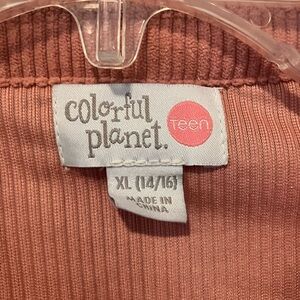 colorful
planet.
Teen
XL (14/16)
MADE IN
CHINA